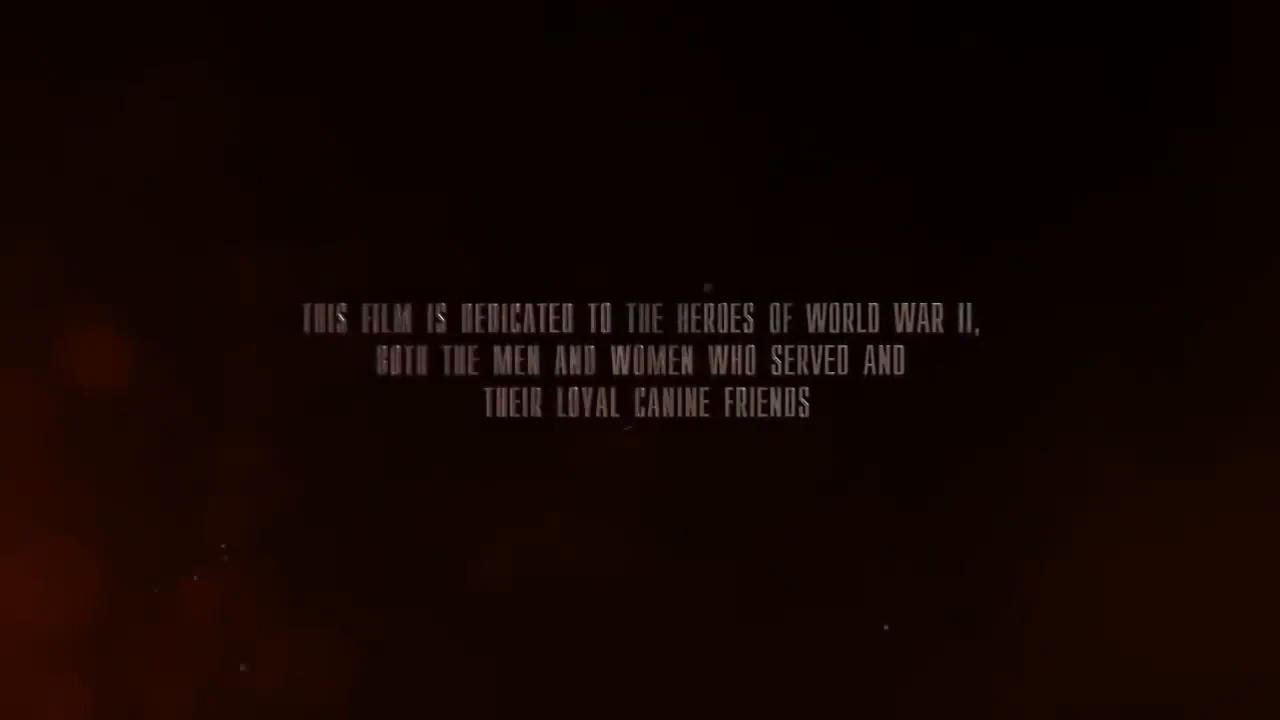 THIS FILM IS DEDICATED TO THE HEROES OF WORLD WAR II,
BOTH THE MEN AND WOMEN WHO SERVED AND
THEIR LOYAL CANINE FRIENDS